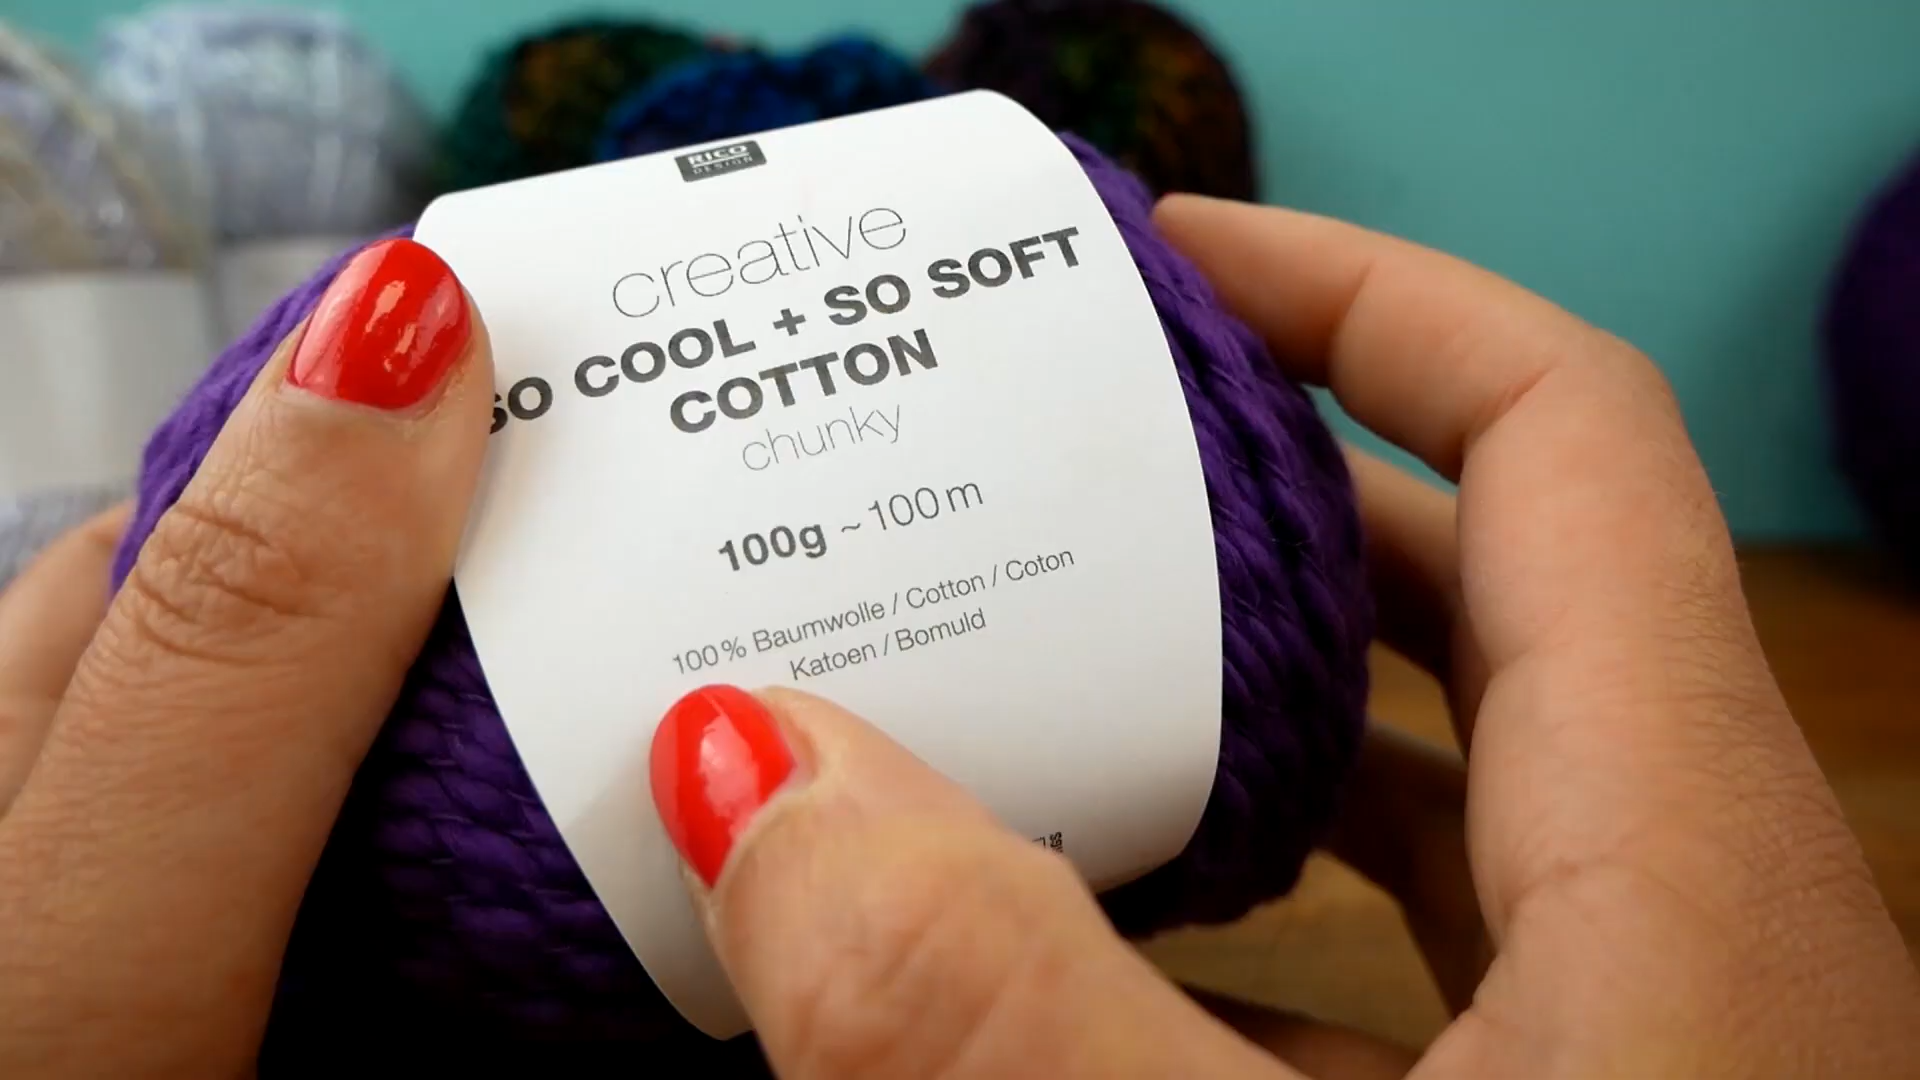 RICO
DESIGN
creative
SO COOL + SO SOFT
COTTON
chunky
100g ~ 100 m
100 % Baumwolle / Cotton / Coton
Katoen / Bomuld